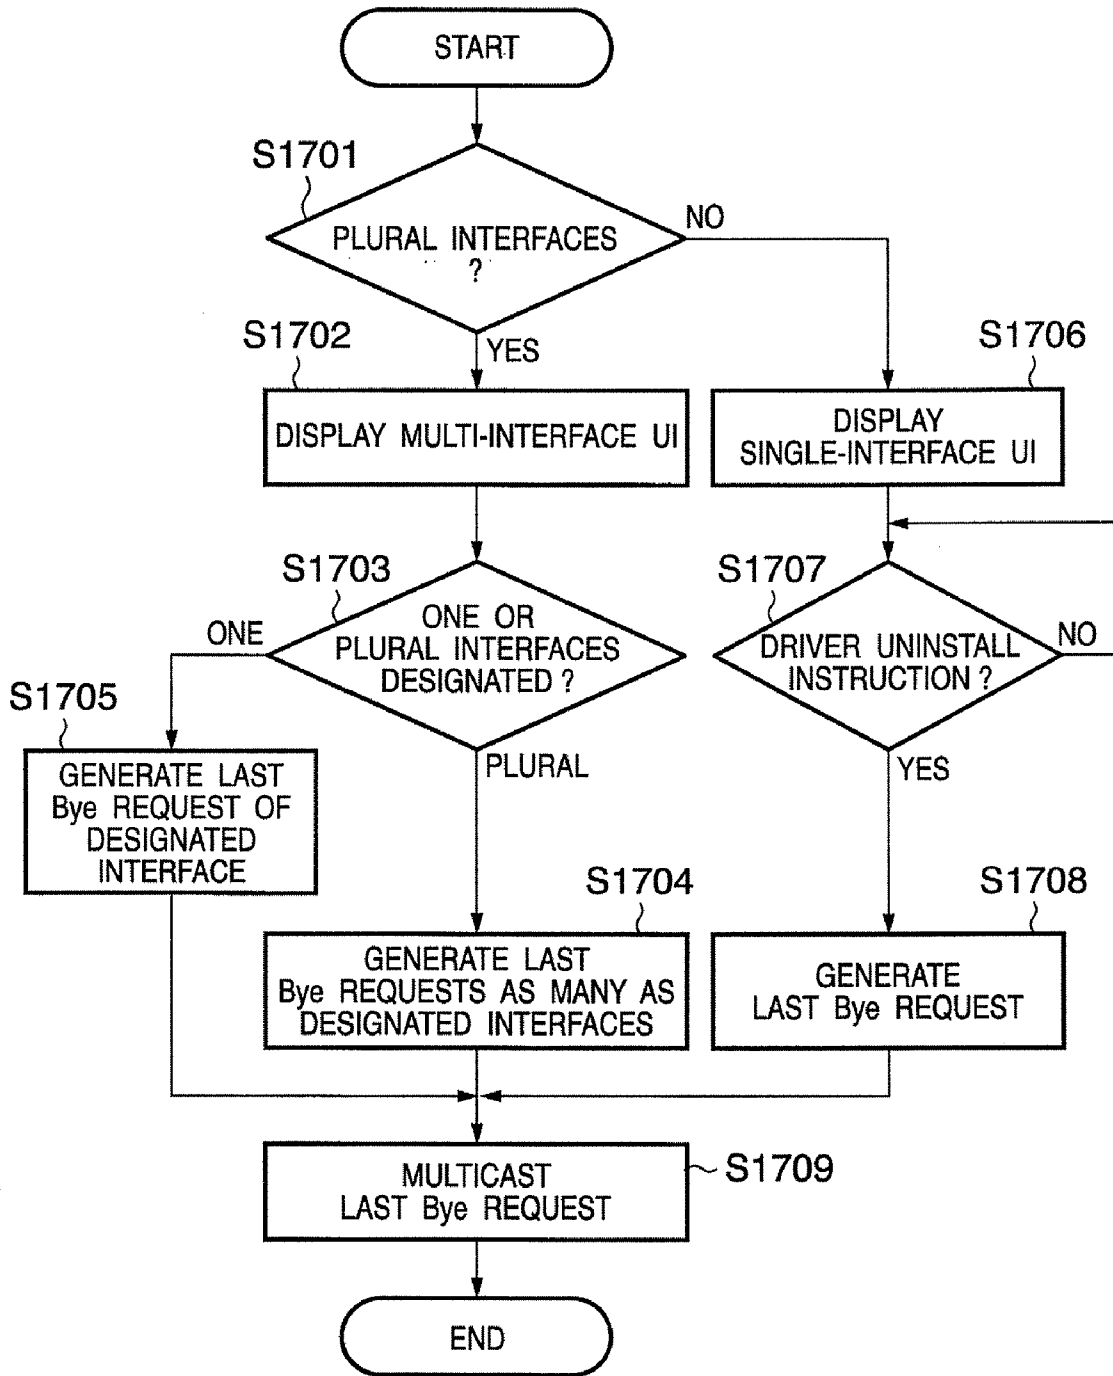 START
S1701
PLURAL INTERFACES
?
NO
YES
S1702
DISPLAY MULTI-INTERFACE UI
S1706
DISPLAY
SINGLE-INTERFACE UI
S1703
ONE OR
PLURAL INTERFACES
DESIGNATED ?
ONE
PLURAL
S1707
DRIVER UNINSTALL
INSTRUCTION ?
NO
YES
S1705
GENERATE LAST
Bye REQUEST OF
DESIGNATED
INTERFACE
S1704
GENERATE LAST
Bye REQUESTS AS MANY AS
DESIGNATED INTERFACES
S1708
GENERATE
LAST Bye REQUEST
MULTICAST
LAST Bye REQUEST
S1709
END